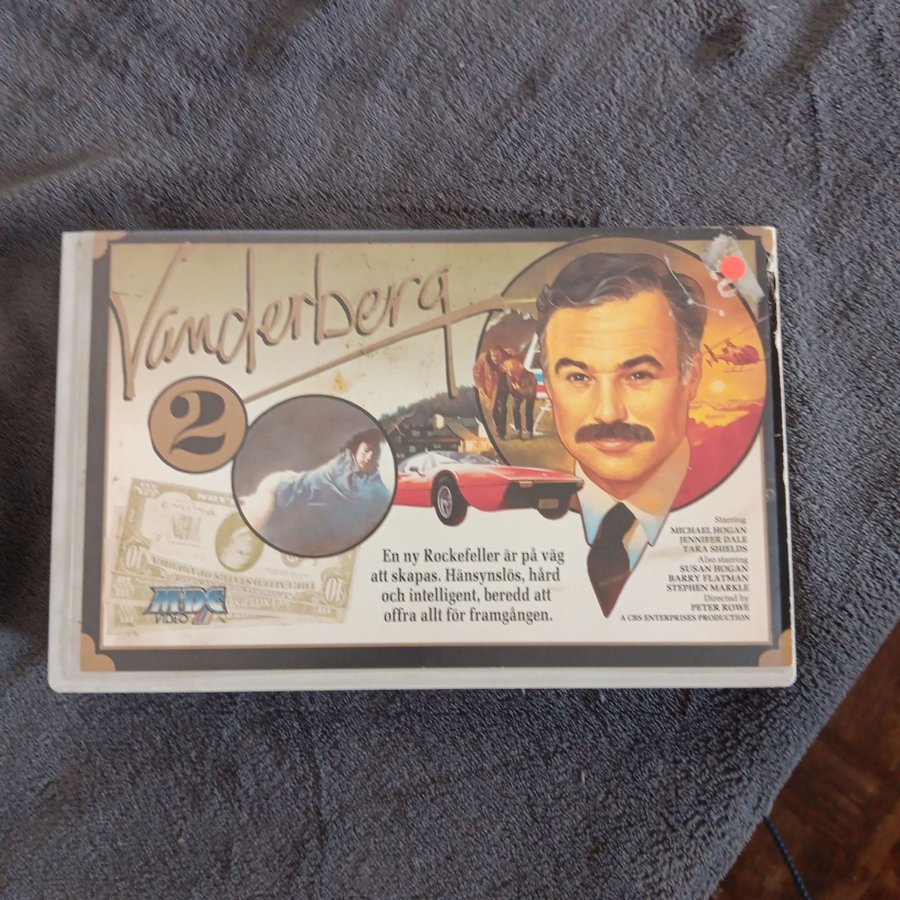 Vanderberg
2
En ny Rockefeller är på väg
att skapas. Hänsynslös, hård
och intelligent, beredd att
offra allt för framgången.
Starring
MICHAEL HOGAN
JENNIFER DALE
TARA SHIELDS
Also starring
SUSAN HOGAN
BARRY FLATMAN
STEPHEN MARKLE
Directed by
PETER ROWE
A CBS ENTERPRISES PRODUCTION
MDC
VIDEO